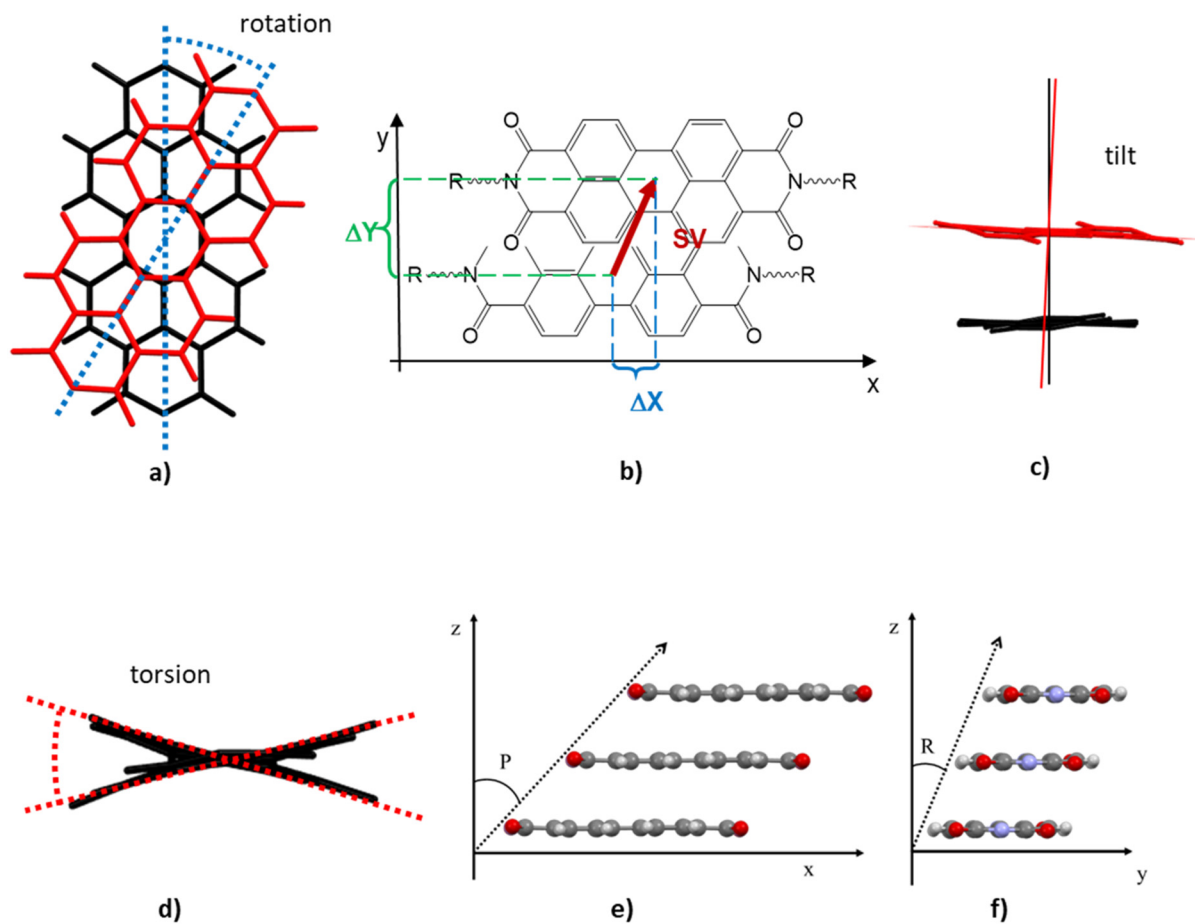 rotation
a)
y
O
O
R
N
N
R
O
O
ΔY
SV
R
N
N
R
O
O
x
ΔX
b)
tilt
c)
torsion
d)
z
P
x
e)
z
R
y
f)